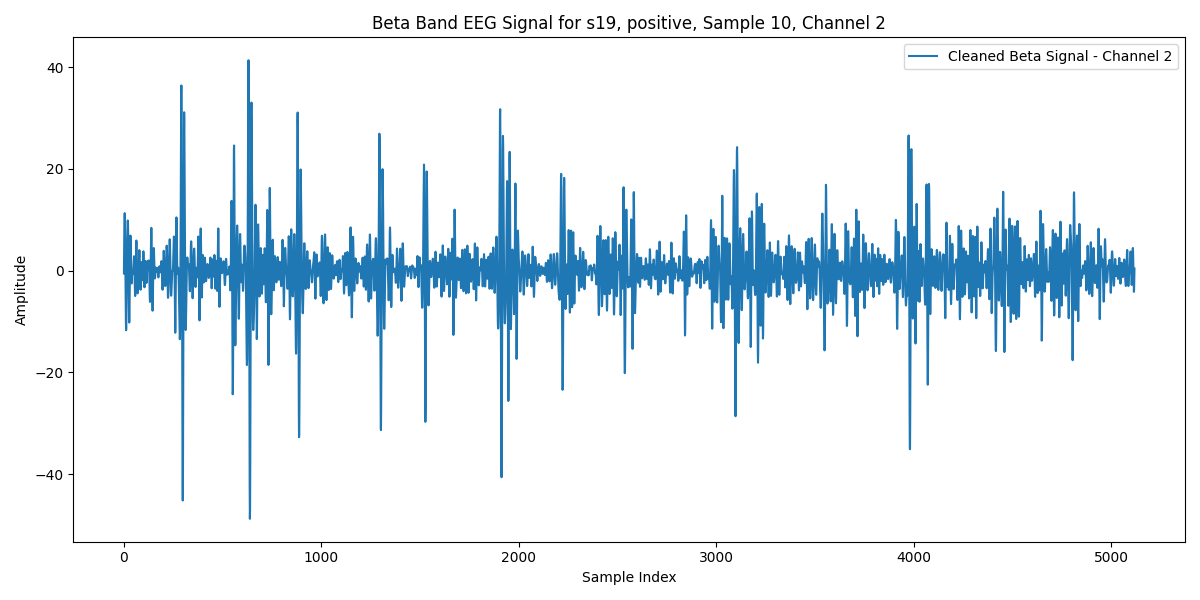 Beta Band EEG Signal for s19, positive, Sample 10, Channel 2
Cleaned Beta Signal - Channel 2
40
20
0
−20
−40
Amplitude
0 1000 2000 3000 4000 5000
Sample Index